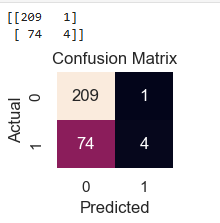 [[209   1]
 [ 74   4]]
Confusion Matrix
Actual
0
209
1
1
74
4
0
1
Predicted